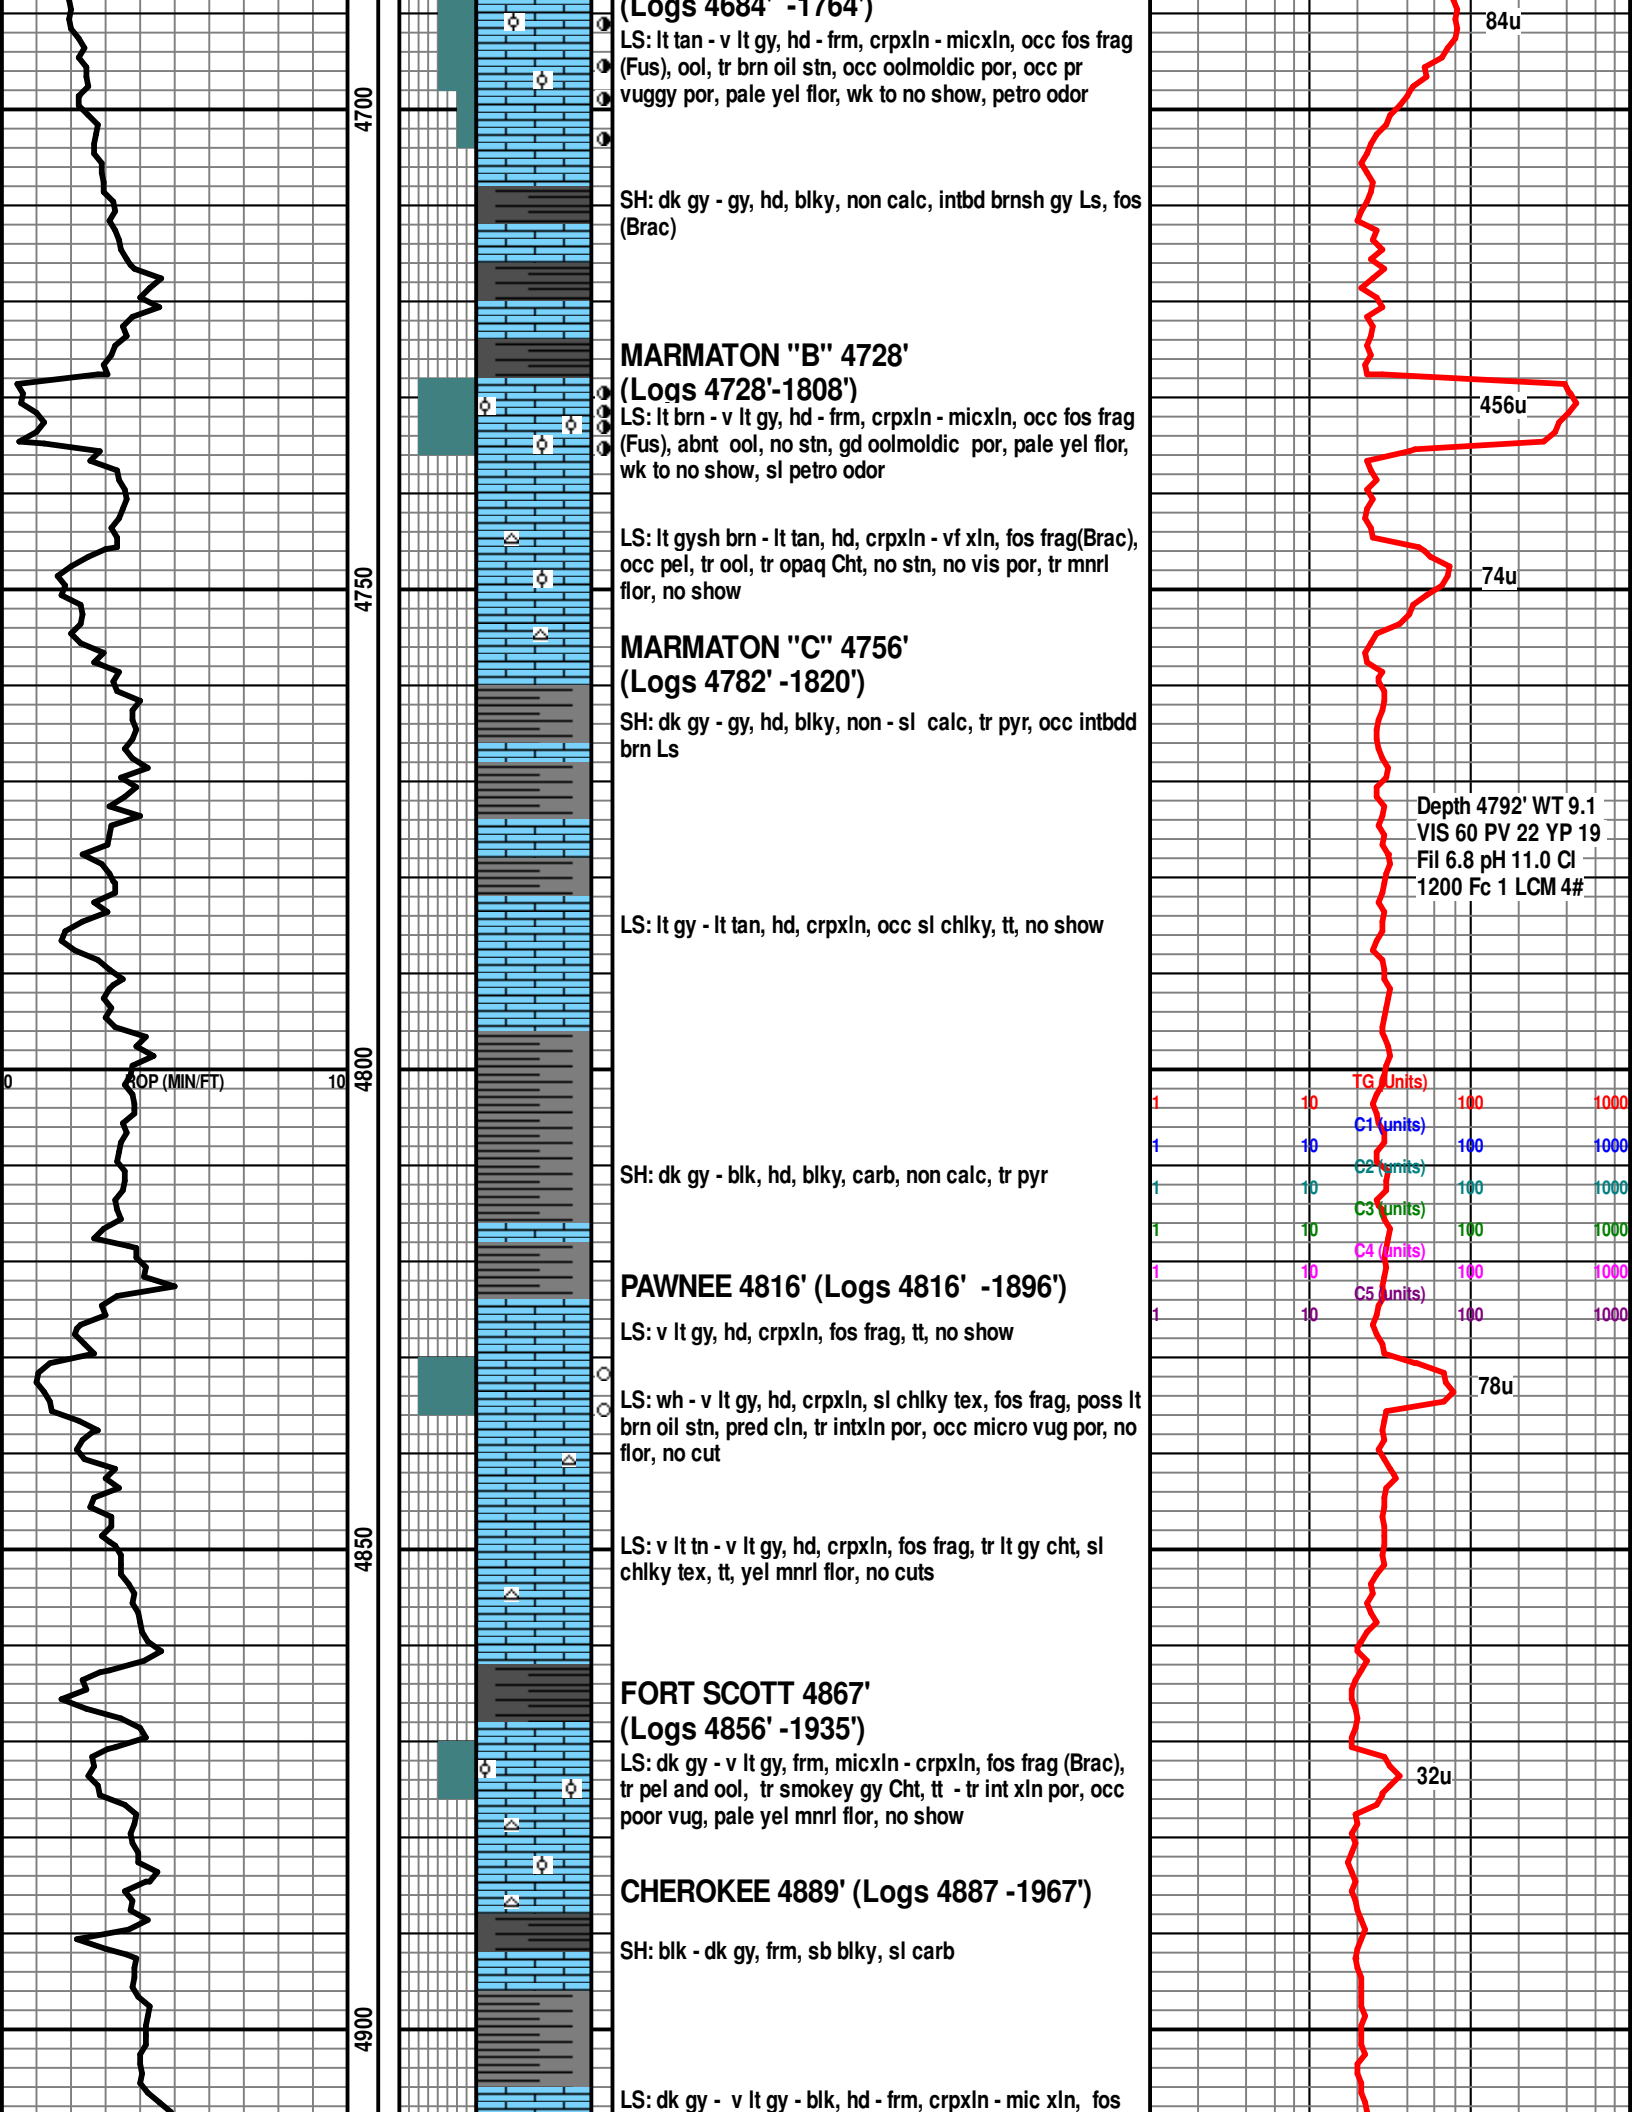 (Logs 4684' -1764')
84u
LS: lt tan - v lt gy, hd - frm, crpxln - micxln, occ fos frag
(Fus), ool, tr brn oil stn, occ oolmoldic por, occ pr
vuggy por, pale yel flor, wk to no show, petro odor
4700
SH: dk gy - gy, hd, blky, non calc, intbd brnsh gy Ls, fos
(Brac)
MARMATON "B" 4728'
(Logs 4728'-1808')
456u
LS: lt brn - v lt gy, hd - frm, crpxln - micxln, occ fos frag
(Fus), abnt ool, no stn, gd oolmoldic por, pale yel flor,
wk to no show, sl petro odor
LS: lt gysh brn - lt tan, hd, crpxln - vf xln, fos frag(Brac),
occ pel, tr ool, tr opaq Cht, no stn, no vis por, tr mnrl
flor, no show
4750
74u
MARMATON "C" 4756'
(Logs 4782' -1820')
SH: dk gy - gy, hd, blky, non - sl calc, tr pyr, occ intbdd
brn Ls
Depth 4792' WT 9.1
VIS 60 PV 22 YP 19
Fil 6.8 pH 11.0 Cl
1200 Fc 1 LCM 4#
LS: lt gy - lt tan, hd, crpxln, occ sl chlky, tt, no show
4800
0 ROP (MIN/FT) 10
TG (Units)
1 10 100 1000
C1 (units)
1 10 100 1000
C2 (units)
1 10 100 1000
C3 (units)
1 10 100 1000
C4 (units)
1 10 100 1000
C5 (units)
1 10 100 1000
SH: dk gy - blk, hd, blky, carb, non calc, tr pyr
PAWNEE 4816' (Logs 4816' -1896')
LS: v lt gy, hd, crpxln, fos frag, tt, no show
78u
LS: wh - v lt gy, hd, crpxln, sl chlky tex, fos frag, poss lt
brn oil stn, pred cln, tr intxln por, occ micro vug por, no
flor, no cut
4850
LS: v lt tn - v lt gy, hd, crpxln, fos frag, tr lt gy cht, sl
chlky tex, tt, yel mnrl flor, no cuts
FORT SCOTT 4867'
(Logs 4856' -1935')
LS: dk gy - v lt gy, frm, micxln - crpxln, fos frag (Brac),
tr pel and ool, tr smokey gy Cht, tt - tr int xln por, occ
poor vug, pale yel mnrl flor, no show
32u
CHEROKEE 4889' (Logs 4887 -1967')
SH: blk - dk gy, frm, sb blky, sl carb
4900
LS: dk gy - v lt gy - blk, hd - frm, crpxln - mic xln, fos